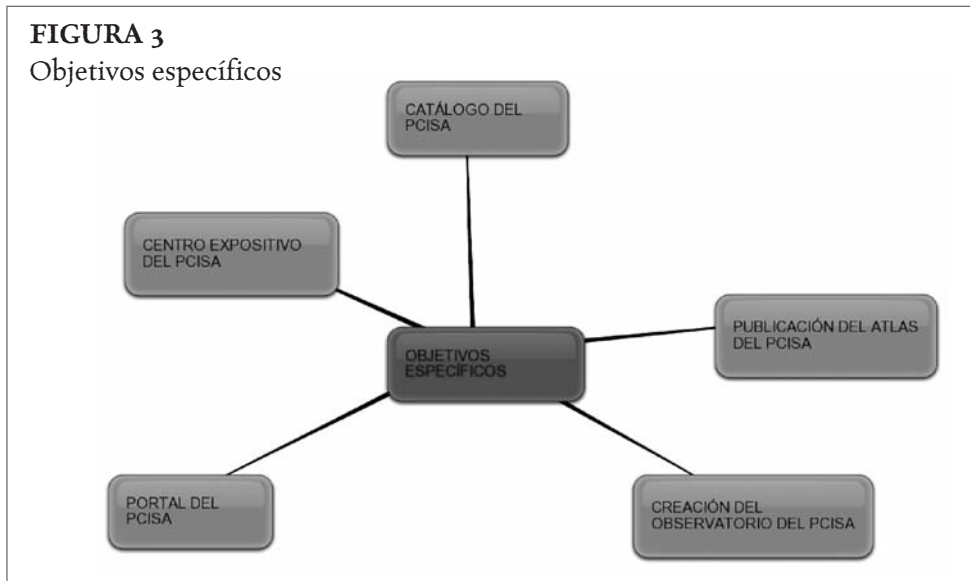 FIGURA 3
Objetivos específicos
CATÁLOGO DEL
PCISA
CENTRO EXPOSITIVO
DEL PCISA
PUBLICACIÓN DEL ATLAS
DEL PCISA
OBJETIVOS
ESPECÍFICOS
PORTAL DEL
PCISA
CREACIÓN DEL
OBSERVATORIO DEL PCISA